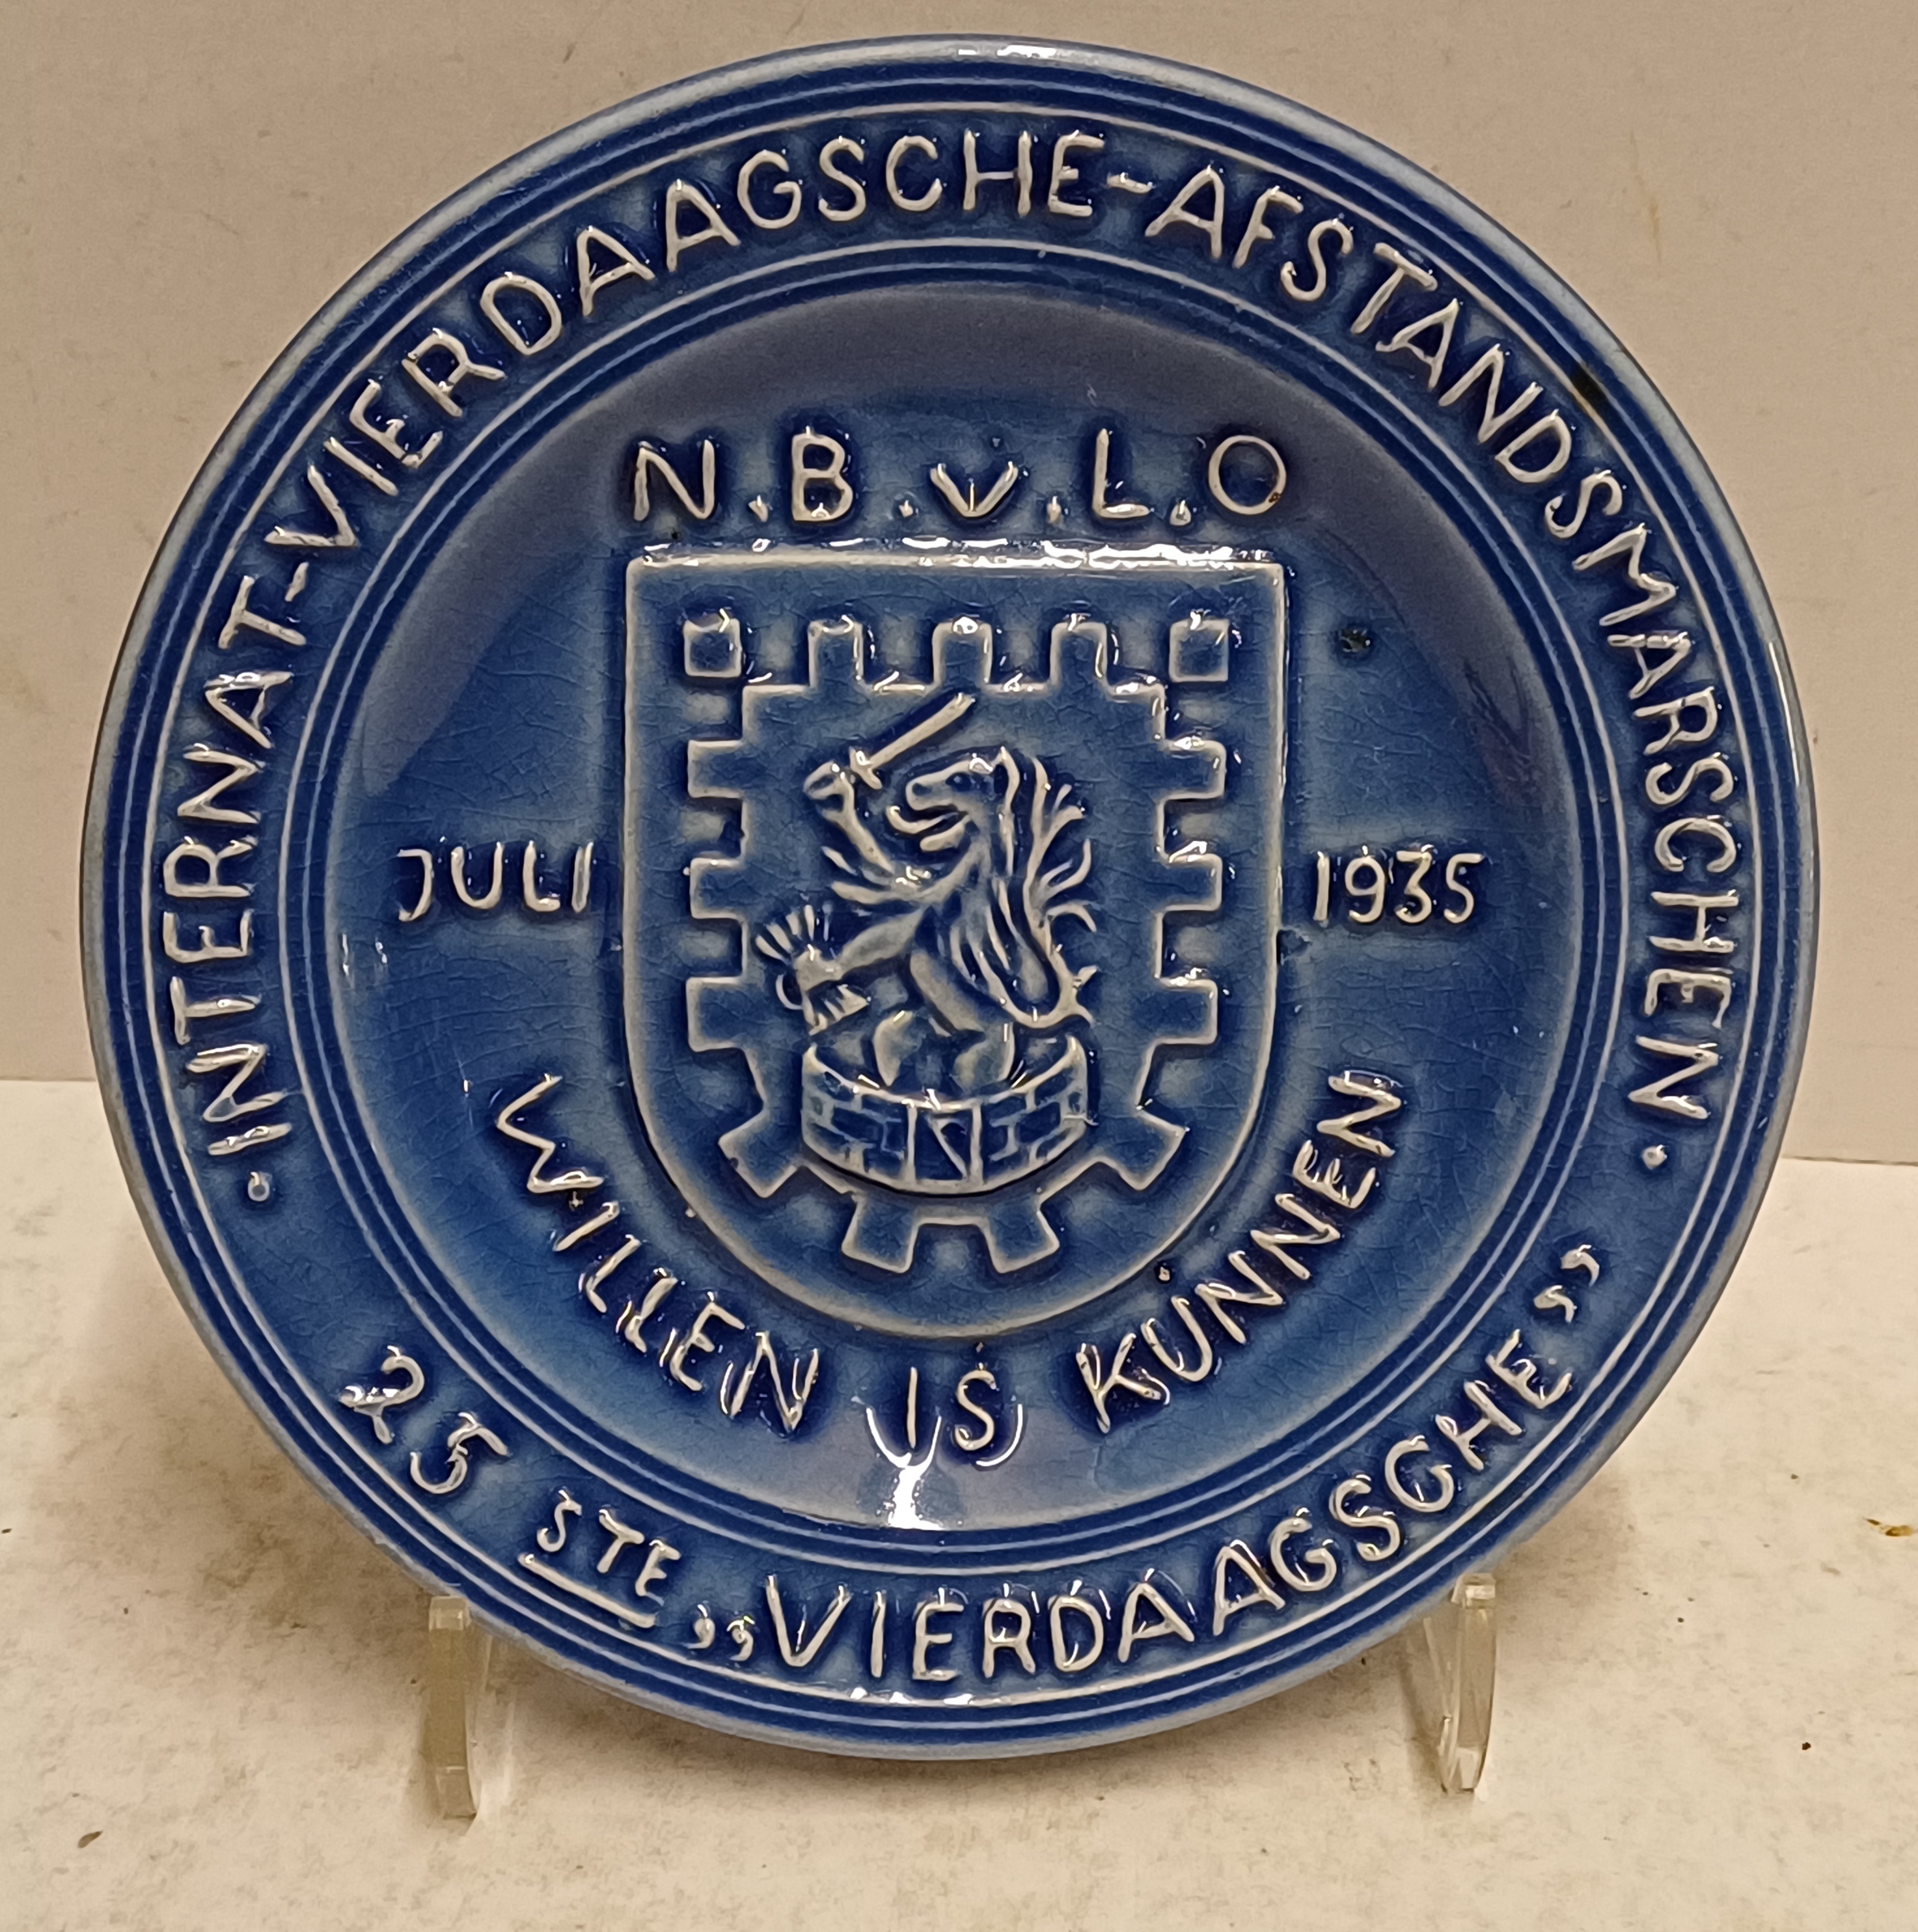 · INTERNAT-VIERDAAGSCHE-AFSTANDSMARSCHEN ·
N.B.v.L.O
JULI 1935
WILLEN IS KUNNEN
25 STE „VIERDAAGSCHE”